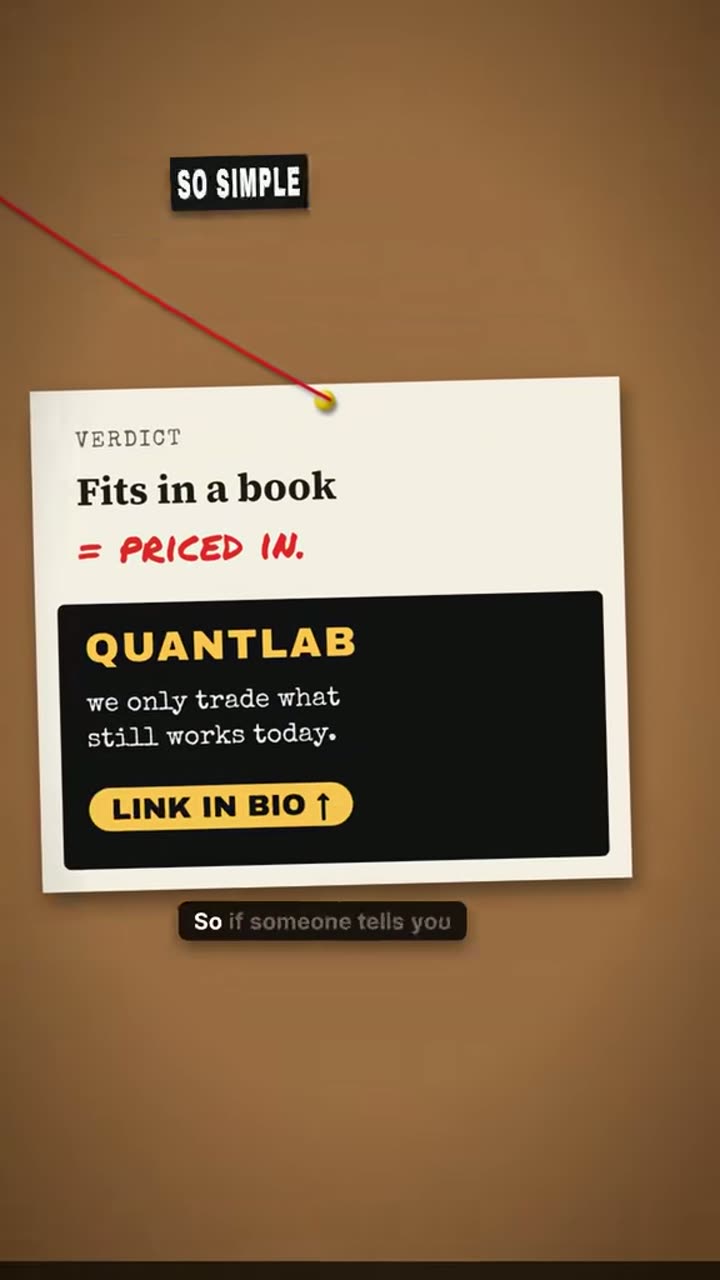 SO SIMPLE
VERDICT
Fits in a book
= PRICED IN.
QUANTLAB
we only trade what
still works today.
LINK IN BIO ↑
So if someone tells you